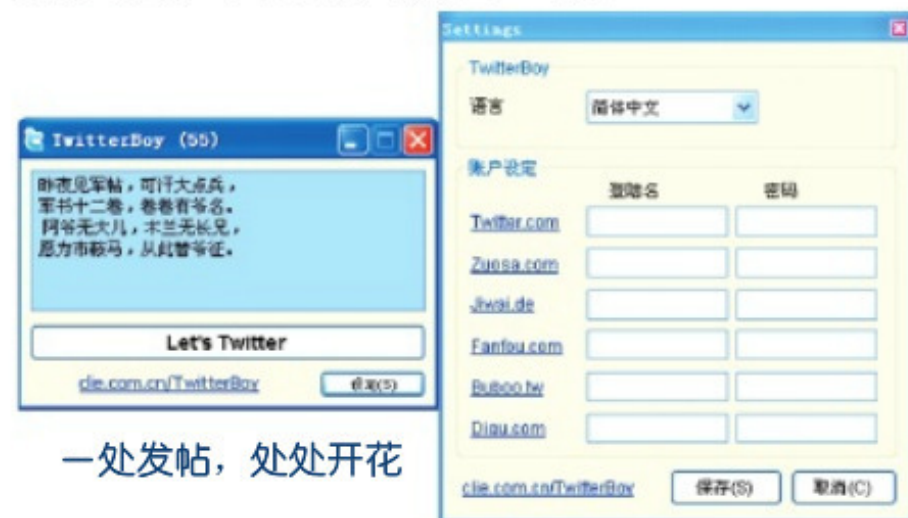 TwitterBoy (55)
昨夜见军帖，可汗大点兵，
军书十二卷，卷卷有爷名。
阿爷无大儿，木兰无长兄，
愿为市鞍马，从此替爷征。
Let's Twitter
clie.com.cn/TwitterBoy
一处发帖，处处开花
Settings
TwitterBoy
语言
简体中文
账户设定
登陆名 密码
Twitter.com
Zuosa.com
Jiwai.de
Fanfou.com
Buboo.tw
Digu.com
clie.com.cn/TwitterBoy
保存(S)
取消(C)